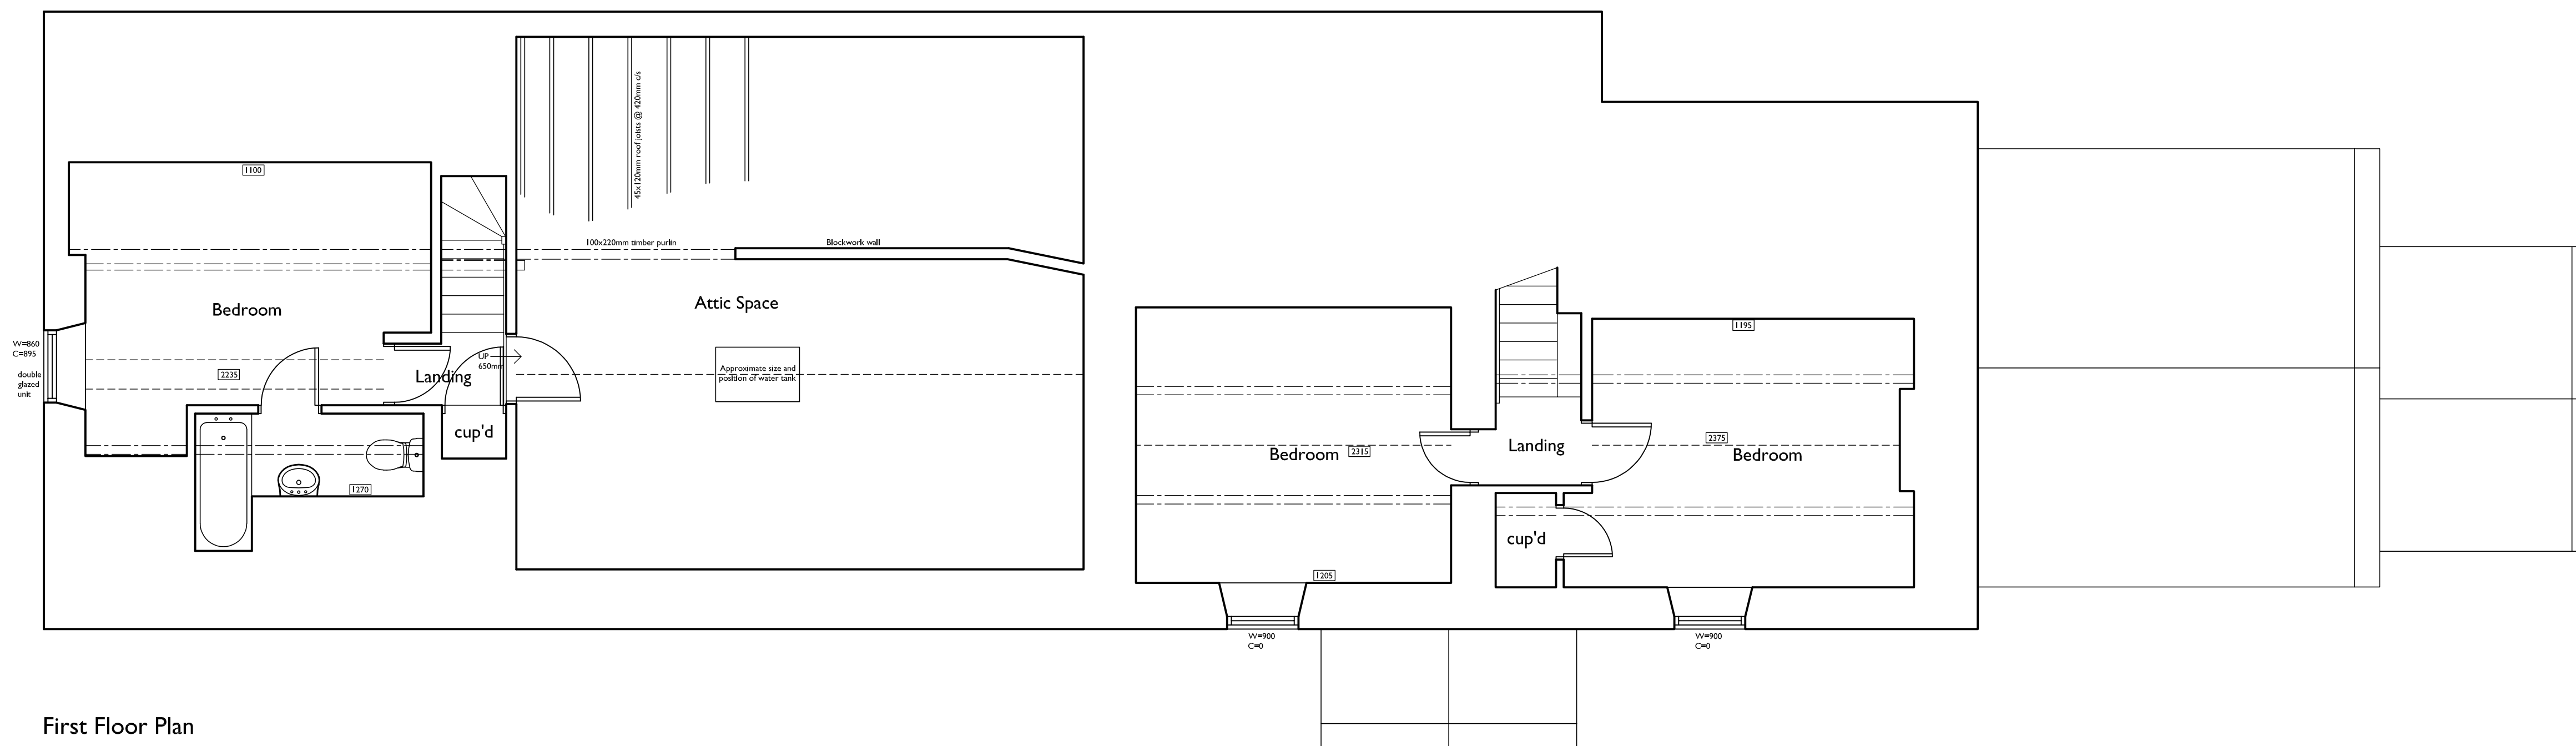 45x120mm roof joists @ 420mm c/s
1100
100x220mm timber purlin
Blockwork wall
Bedroom
Attic Space
W=860
C=895
double
glazed
unit
2235
UP
650mm
Landing
Approximate size and
position of water tank
cup'd
1270
1195
Bedroom
2315
Landing
2375
Bedroom
cup'd
1205
W=900
C=0
W=900
C=0
First Floor Plan